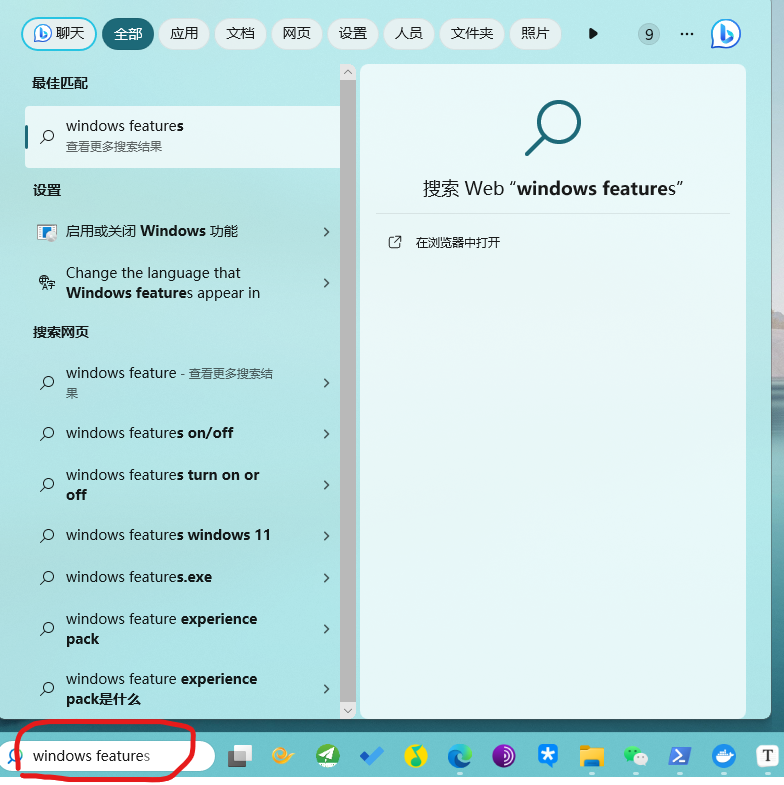 聊天 全部 应用 文档 网页 设置 人员 文件夹 照片 9
最佳匹配
windows features
查看更多搜索结果
设置
启用或关闭 Windows 功能
Change the language that
Windows features appear in
搜索网页
windows feature - 查看更多搜索结
果
windows features on/off
windows features turn on or
off
windows features windows 11
windows features.exe
windows feature experience
pack
windows feature experience
pack是什么
搜索 Web “windows features”
在浏览器中打开
windows features
T